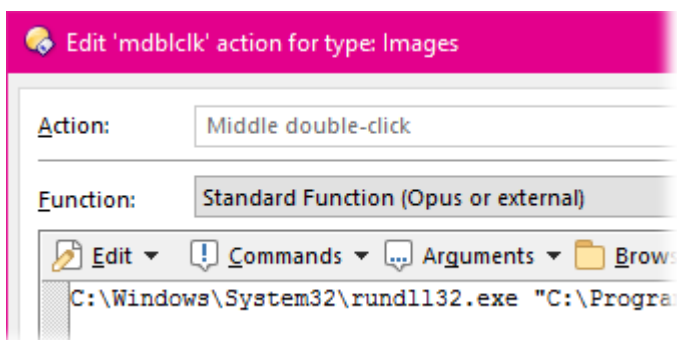 Edit 'mdblclk' action for type: Images
Action: Middle double-click
Function: Standard Function (Opus or external)
Edit Commands Arguments Brows
C:\Windows\System32\rundll32.exe "C:\Progra